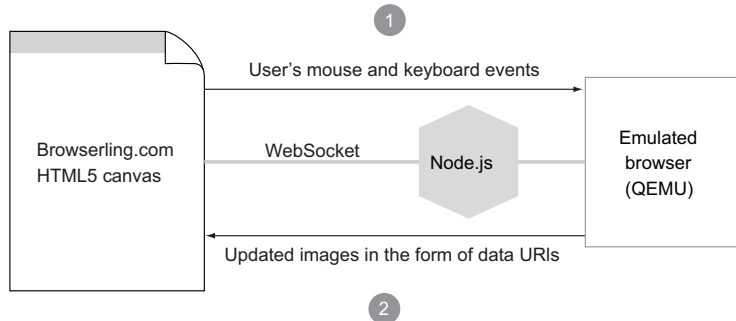 1
User's mouse and keyboard events
Browserling.com
HTML5 canvas
WebSocket
Node.js
Emulated
browser
(QEMU)
Updated images in the form of data URIs
2